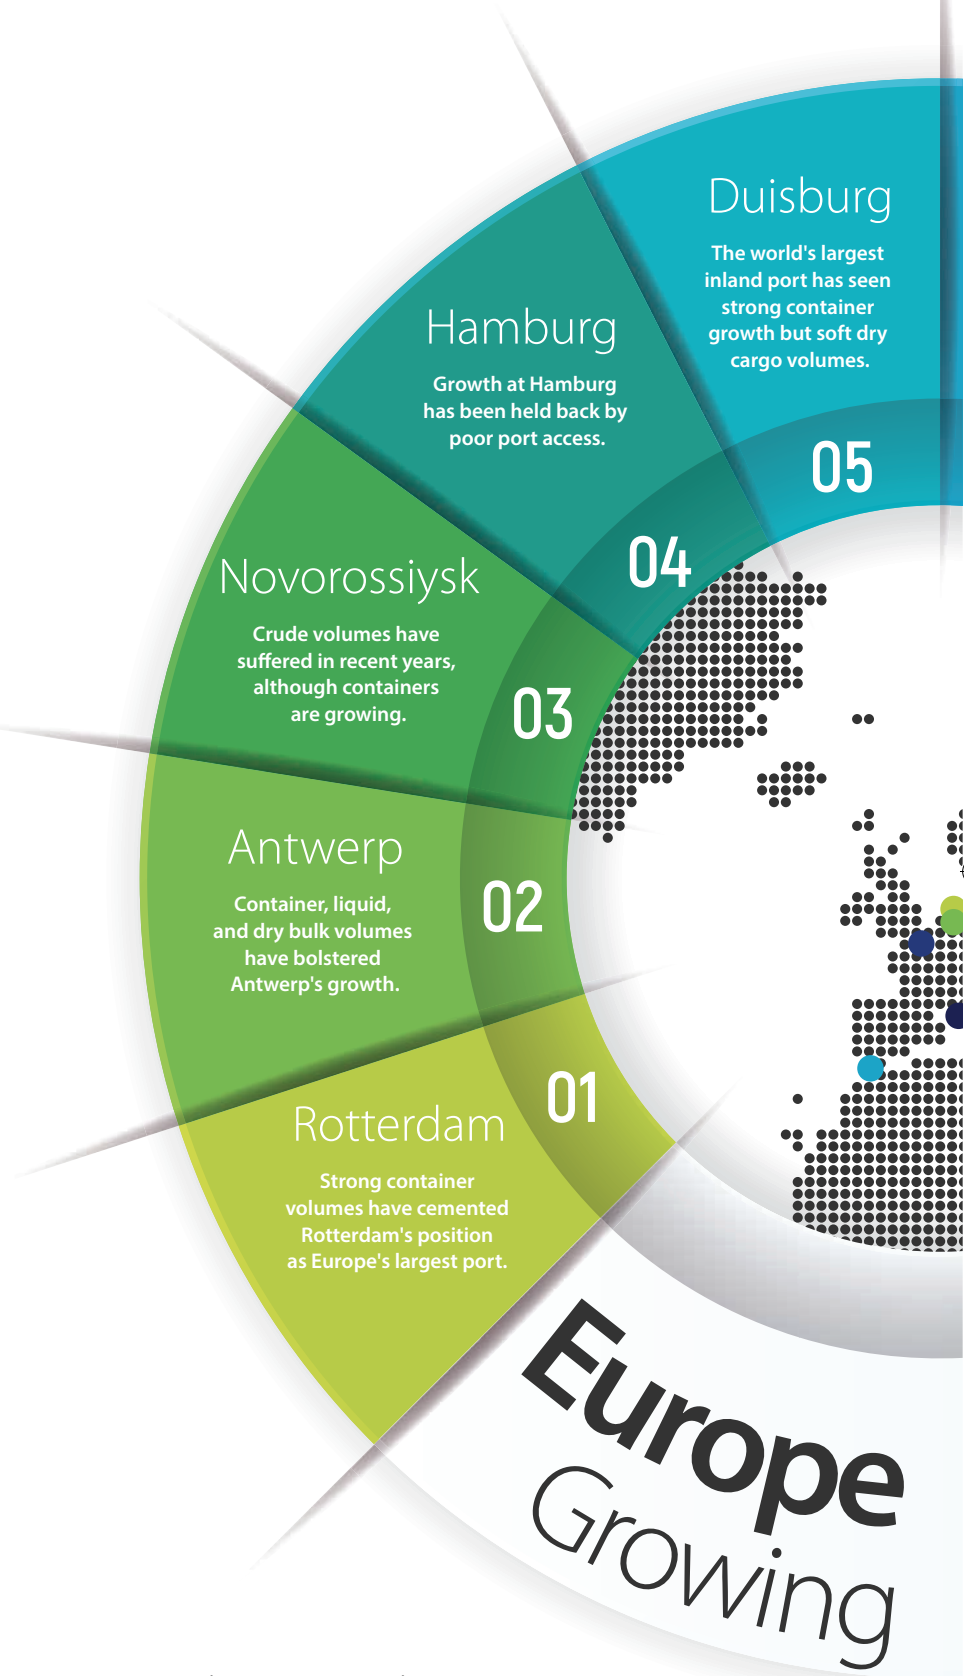 Duisburg
The world's largest
inland port has seen
strong container
growth but soft dry
cargo volumes.
05
Hamburg
Growth at Hamburg
has been held back by
poor port access.
04
Novorossiysk
Crude volumes have
suffered in recent years,
although containers
are growing.
03
Antwerp
Container, liquid,
and dry bulk volumes
have bolstered
Antwerp's growth.
02
Rotterdam
Strong container
volumes have cemented
Rotterdam's position
as Europe's largest port.
01
Europe
Growing